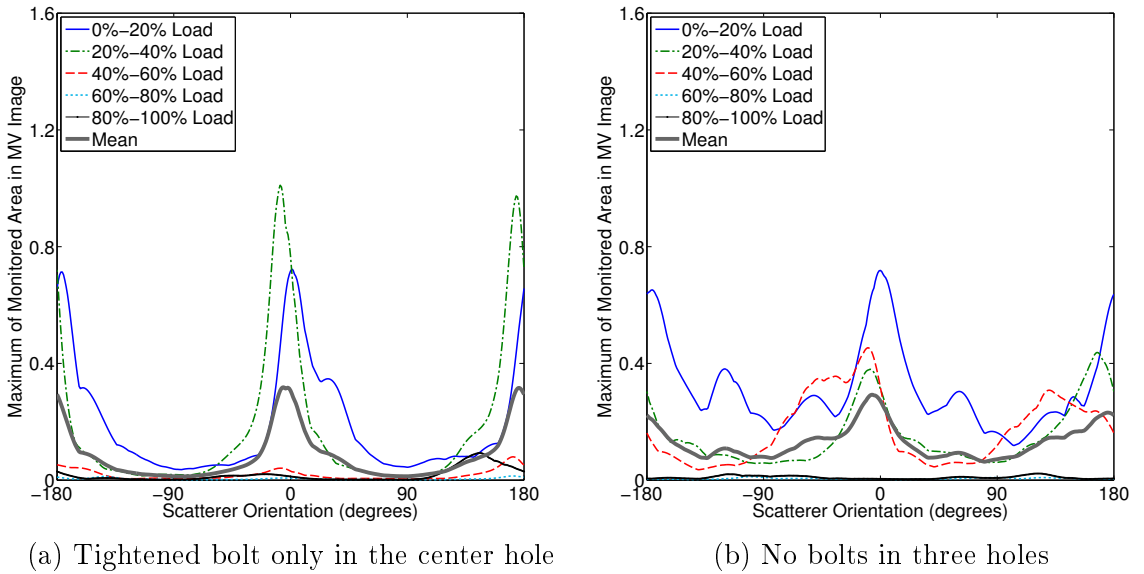 Maximum of Monitored Area in MV Image
1.6
1.2
0.8
0.4
0
0%−20% Load
20%−40% Load
40%−60% Load
60%−80% Load
80%−100% Load
Mean
−180
−90
0
90
180
Scatterer Orientation (degrees)
(a) Tightened bolt only in the center hole
Maximum of Monitored Area in MV Image
1.6
1.2
0.8
0.4
0
0%−20% Load
20%−40% Load
40%−60% Load
60%−80% Load
80%−100% Load
Mean
−180
−90
0
90
180
Scatterer Orientation (degrees)
(b) No bolts in three holes